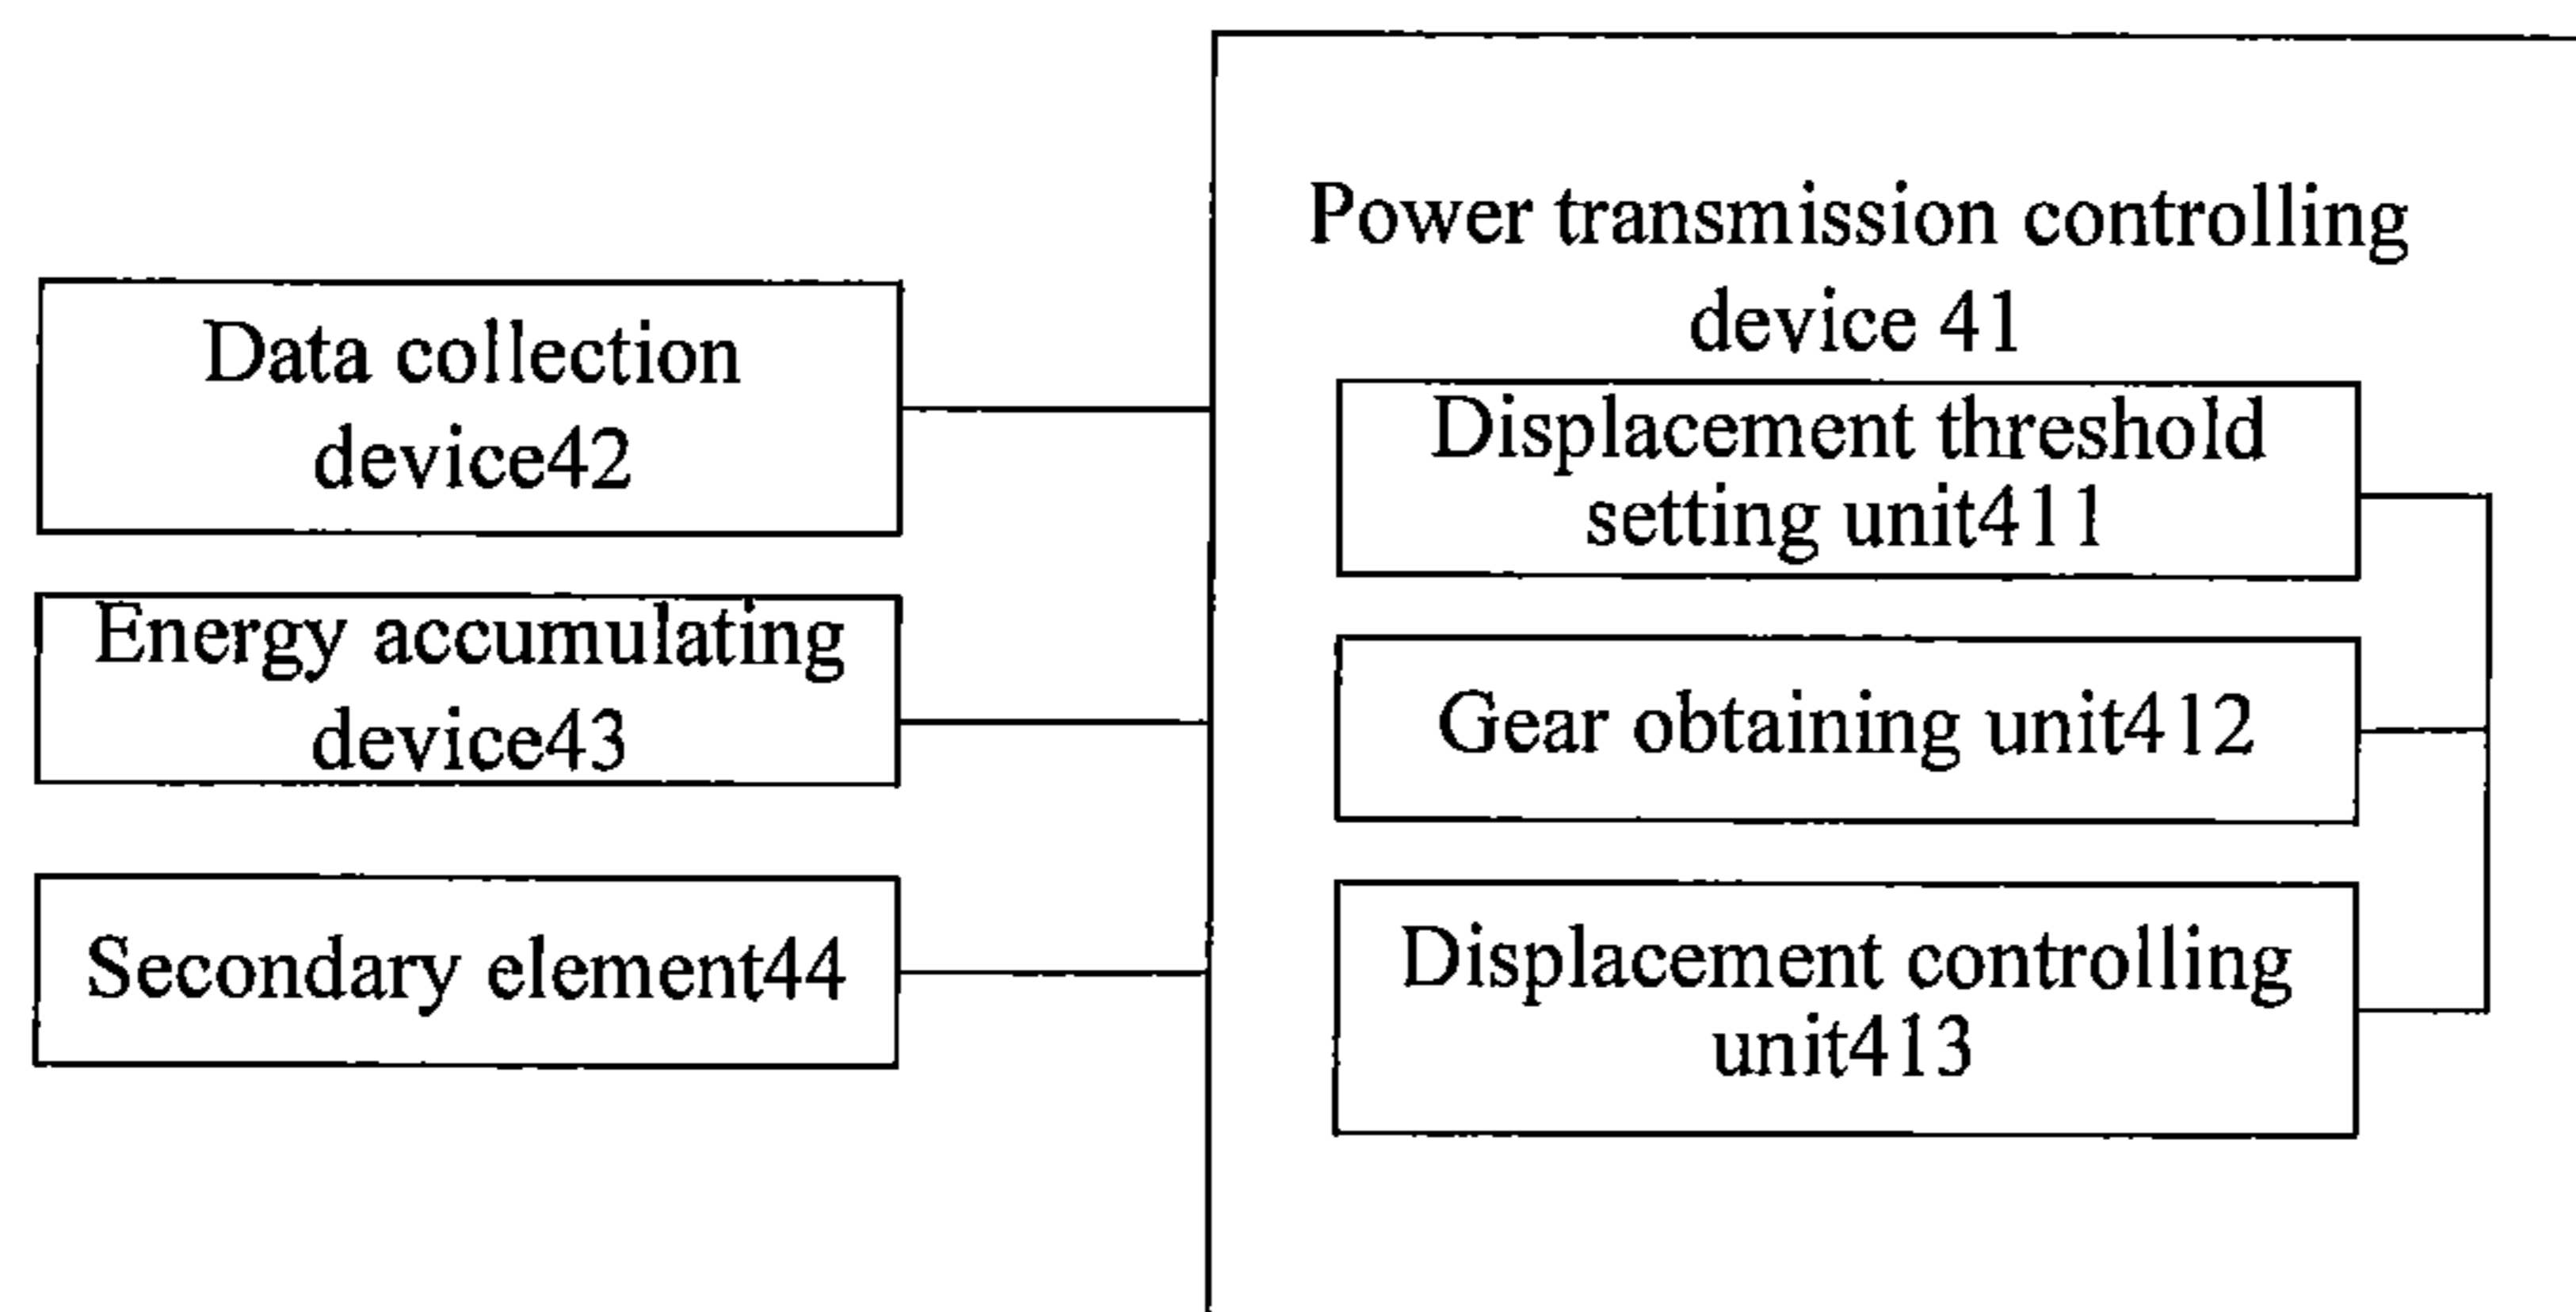 Data collection
device42
Energy accumulating
device43
Secondary element44
Power transmission controlling
device 41
Displacement threshold
setting unit411
Gear obtaining unit412
Displacement controlling
unit413